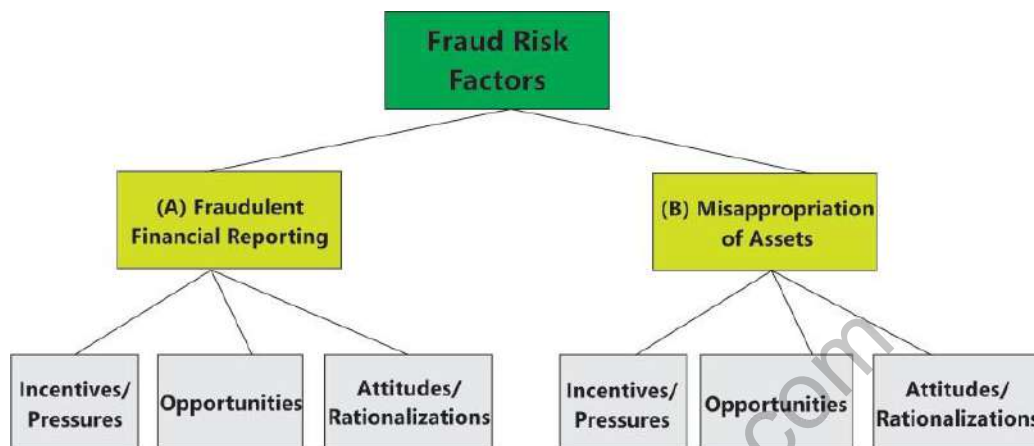 Fraud Risk
Factors
(A) Fraudulent
Financial Reporting
(B) Misappropriation
of Assets
Incentives/
Pressures
Opportunities
Attitudes/
Rationalizations
Incentives/
Pressures
Opportunities
Attitudes/
Rationalizations
com